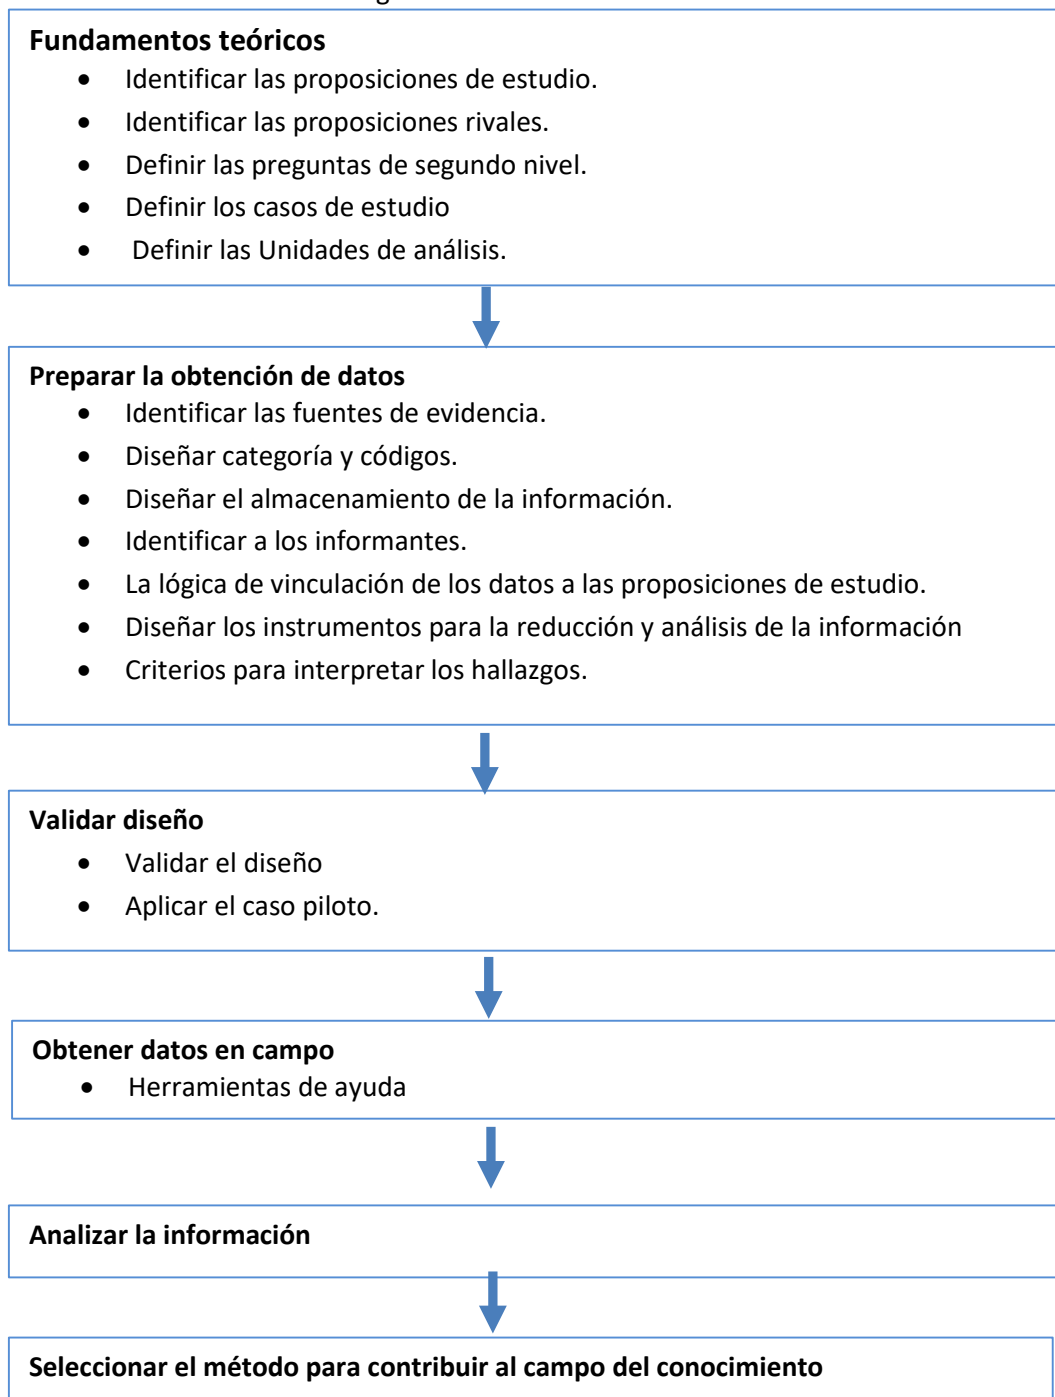 Fundamentos teóricos
• Identificar las proposiciones de estudio.
• Identificar las proposiciones rivales.
• Definir las preguntas de segundo nivel.
• Definir los casos de estudio
• Definir las Unidades de análisis.
Preparar la obtención de datos
• Identificar las fuentes de evidencia.
• Diseñar categoría y códigos.
• Diseñar el almacenamiento de la información.
• Identificar a los informantes.
• La lógica de vinculación de los datos a las proposiciones de estudio.
• Diseñar los instrumentos para la reducción y análisis de la información
• Criterios para interpretar los hallazgos.
Validar diseño
• Validar el diseño
• Aplicar el caso piloto.
Obtener datos en campo
• Herramientas de ayuda
Analizar la información
Seleccionar el método para contribuir al campo del conocimiento